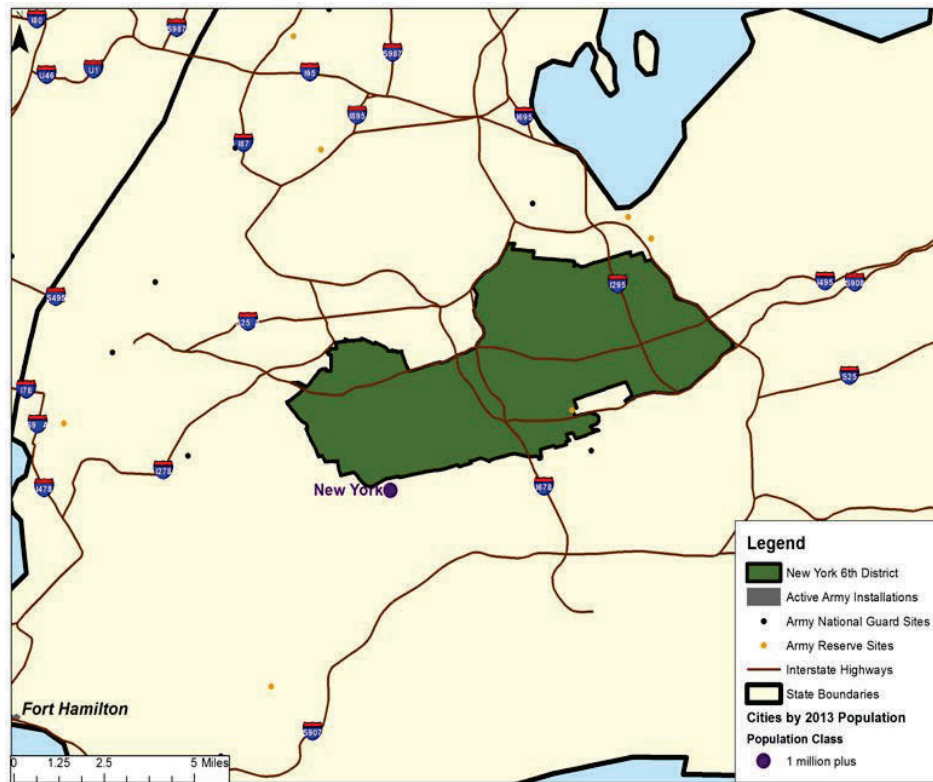 I80
S987
S987
U46
U1
I95
I895
I695
I87
S495
I295
I495
S908
S25
I78
I278
I478
New York
I678
Legend
New York 6th District
Active Army Installations
Army National Guard Sites
Army Reserve Sites
Interstate Highways
State Boundaries
Cities by 2013 Population
Population Class
1 million plus
Fort Hamilton
S907
0 1.25 2.5 5 Miles